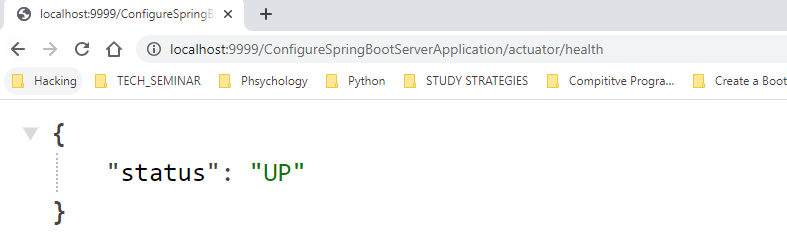 localhost:9999/ConfigureSpringB
localhost:9999/ConfigureSpringBootServerApplication/actuator/health
Hacking TECH_SEMINAR Phsychology Python STUDY STRATEGIES Compititve Progra... Create a Boot
{
"status": "UP"
}